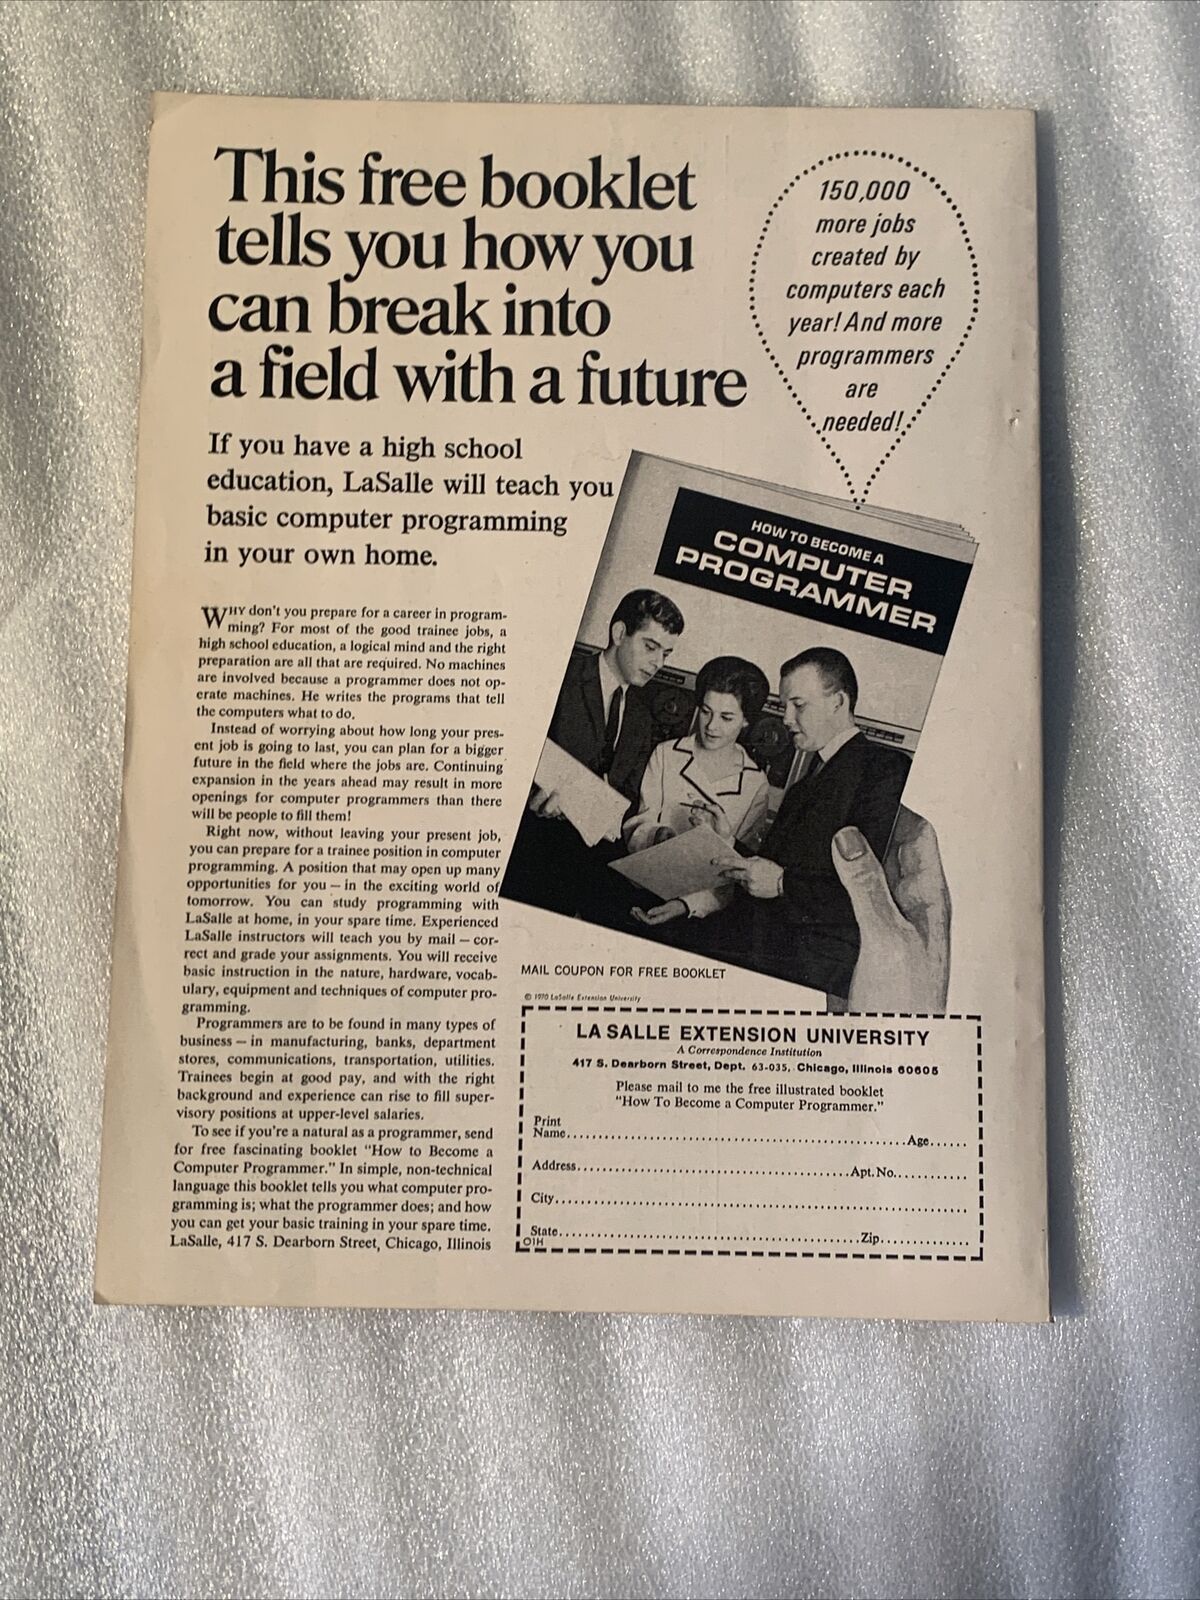 This free booklet
tells you how you
can break into
a field with a future
150,000
more jobs
created by
computers each
year! And more
programmers
are
needed!
If you have a high school
education, LaSalle will teach you
basic computer programming
in your own home.
HOW TO BECOME A
COMPUTER
PROGRAMMER
WHY don't you prepare for a career in program-
ming? For most of the good trainee jobs, a
high school education, a logical mind and the right
preparation are all that are required. No machines
are involved because a programmer does not op-
erate machines. He writes the programs that tell
the computers what to do.
Instead of worrying about how long your pres-
ent job is going to last, you can plan for a bigger
future in the field where the jobs are. Continuing
expansion in the years ahead may result in more
openings for computer programmers than there
will be people to fill them!
Right now, without leaving your present job,
you can prepare for a trainee position in computer
programming. A position that may open up many
opportunities for you — in the exciting world of
tomorrow. You can study programming with
LaSalle at home, in your spare time. Experienced
LaSalle instructors will teach you by mail — cor-
rect and grade your assignments. You will receive
basic instruction in the nature, hardware, vocab-
ulary, equipment and techniques of computer pro-
gramming.
Programmers are to be found in many types of
business — in manufacturing, banks, department
stores, communications, transportation, utilities.
Trainees begin at good pay, and with the right
background and experience can rise to fill super-
visory positions at upper-level salaries.
To see if you're a natural as a programmer, send
for free fascinating booklet "How to Become a
Computer Programmer." In simple, non-technical
language this booklet tells you what computer pro-
gramming is; what the programmer does; and how
you can get your basic training in your spare time.
LaSalle, 417 S. Dearborn Street, Chicago, Illinois
MAIL COUPON FOR FREE BOOKLET
© 1970 LaSalle Extension University
LA SALLE EXTENSION UNIVERSITY
A Correspondence Institution
417 S. Dearborn Street, Dept. 63-035, Chicago, Illinois 60605
Please mail to me the free illustrated booklet
"How To Become a Computer Programmer."
Print
Name Age
Address Apt. No.
City
State Zip
O1H